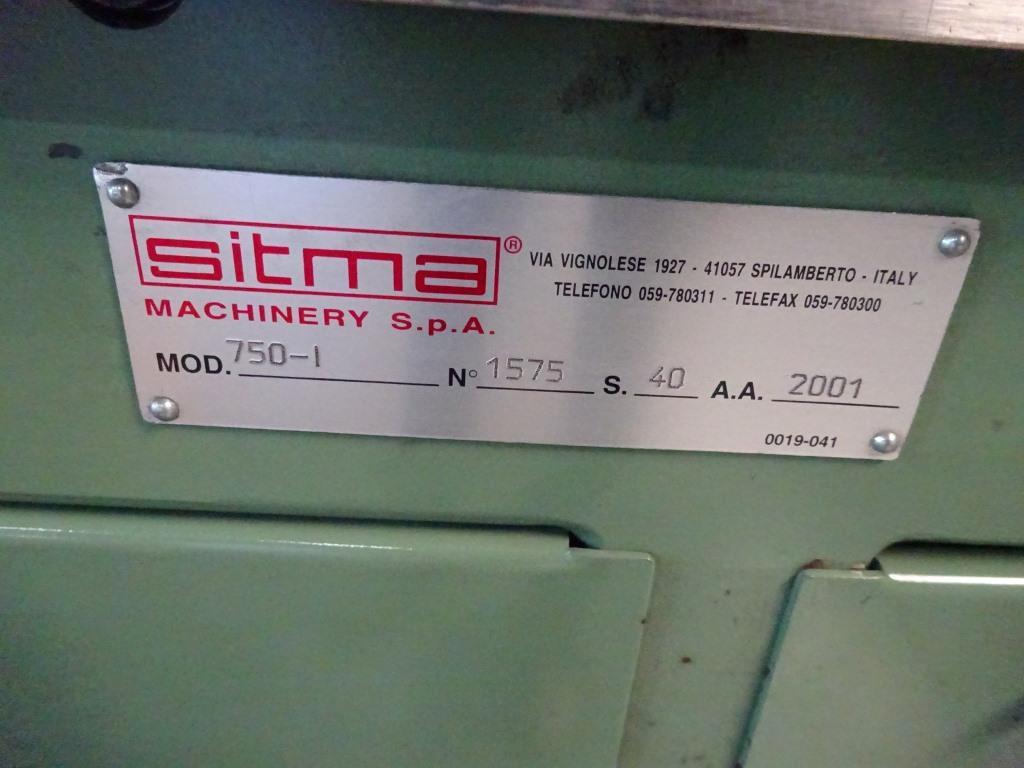 sitma®
MACHINERY S.p.A.
VIA VIGNOLESE 1927 - 41057 SPILAMBERTO - ITALY
TELEFONO 059-780311 - TELEFAX 059-780300
MOD. 750-I N° 1575 S. 40 A.A. 2001
0019-041